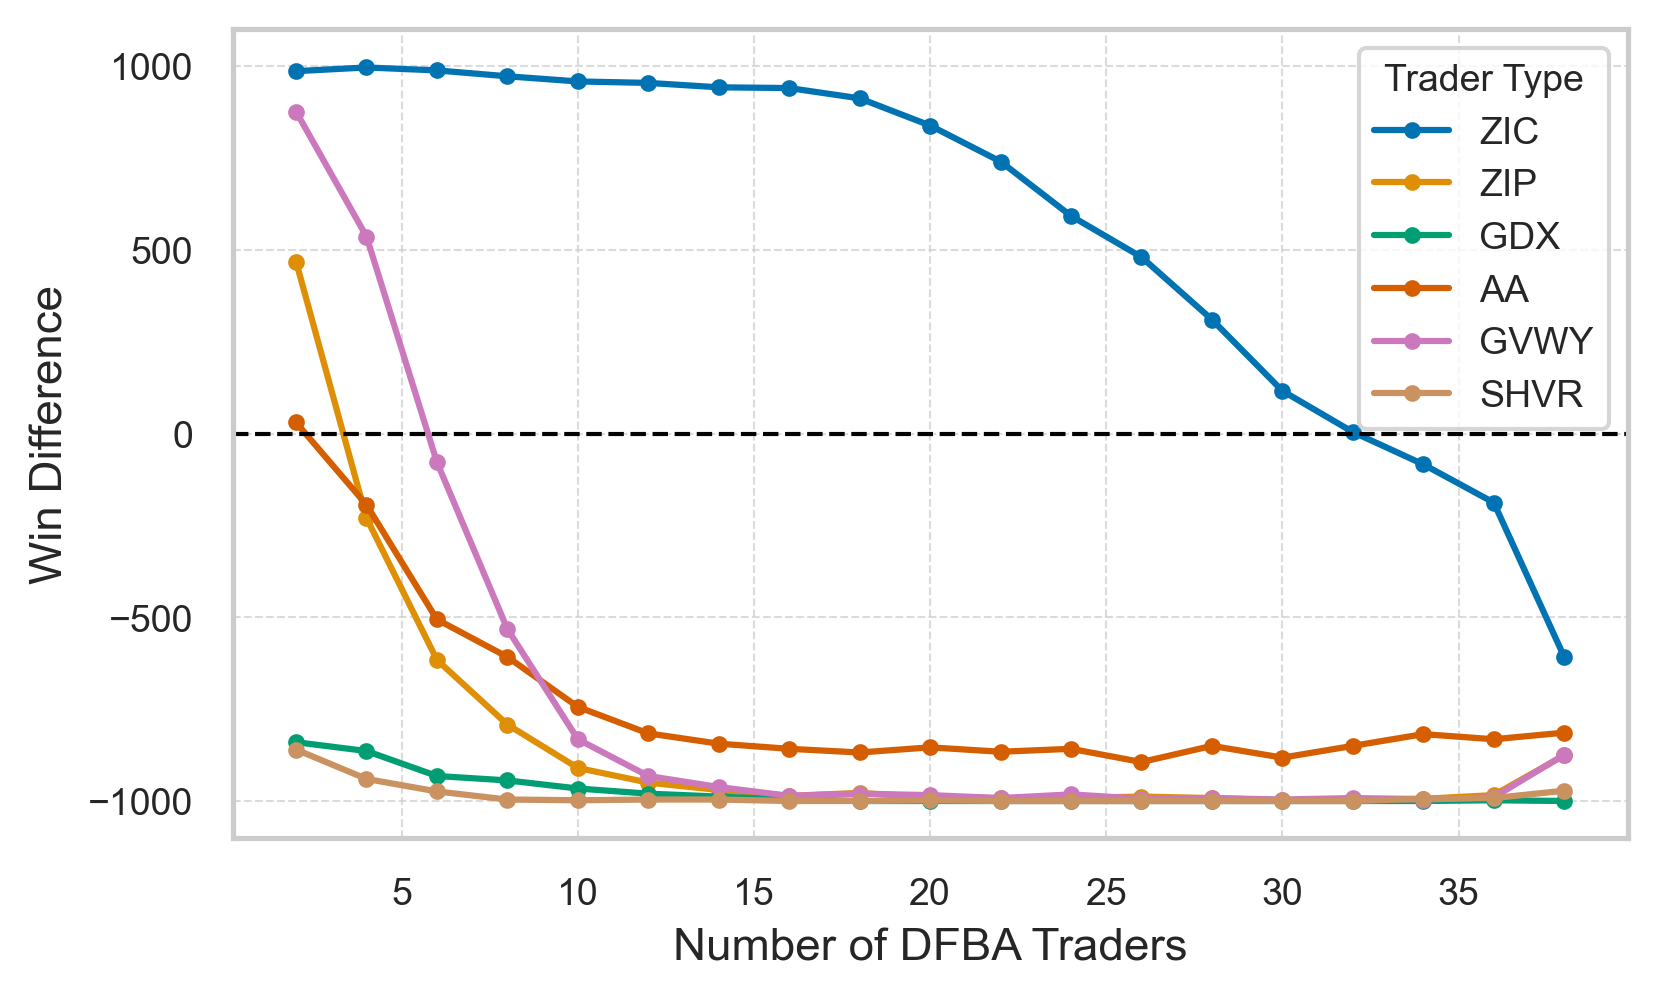 1000
500
0
−500
−1000
Win Difference
5 10 15 20 25 30 35
Number of DFBA Traders
Trader Type
ZIC
ZIP
GDX
AA
GVWY
SHVR